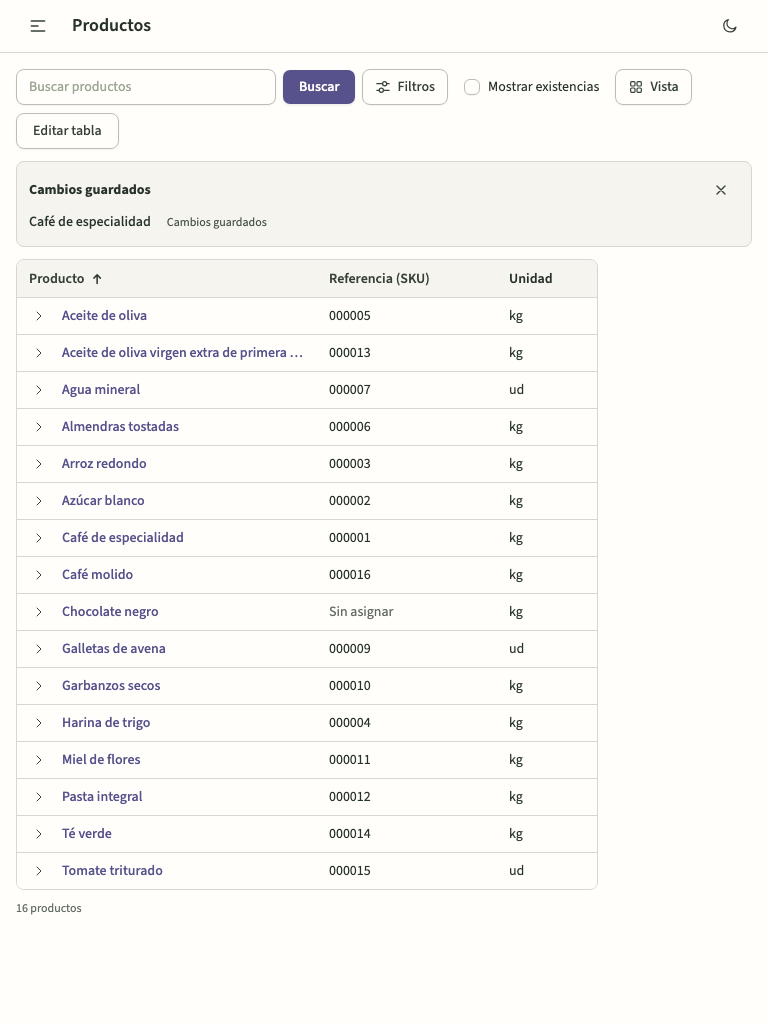 Productos
Buscar productos
Buscar
Filtros
Mostrar existencias
Vista
Editar tabla
Cambios guardados
Café de especialidad Cambios guardados
Producto Referencia (SKU) Unidad
Aceite de oliva 000005 kg
Aceite de oliva virgen extra de primera ... 000013 kg
Agua mineral 000007 ud
Almendras tostadas 000006 kg
Arroz redondo 000003 kg
Azúcar blanco 000002 kg
Café de especialidad 000001 kg
Café molido 000016 kg
Chocolate negro Sin asignar kg
Galletas de avena 000009 ud
Garbanzos secos 000010 kg
Harina de trigo 000004 kg
Miel de flores 000011 kg
Pasta integral 000012 kg
Té verde 000014 kg
Tomate triturado 000015 ud
16 productos